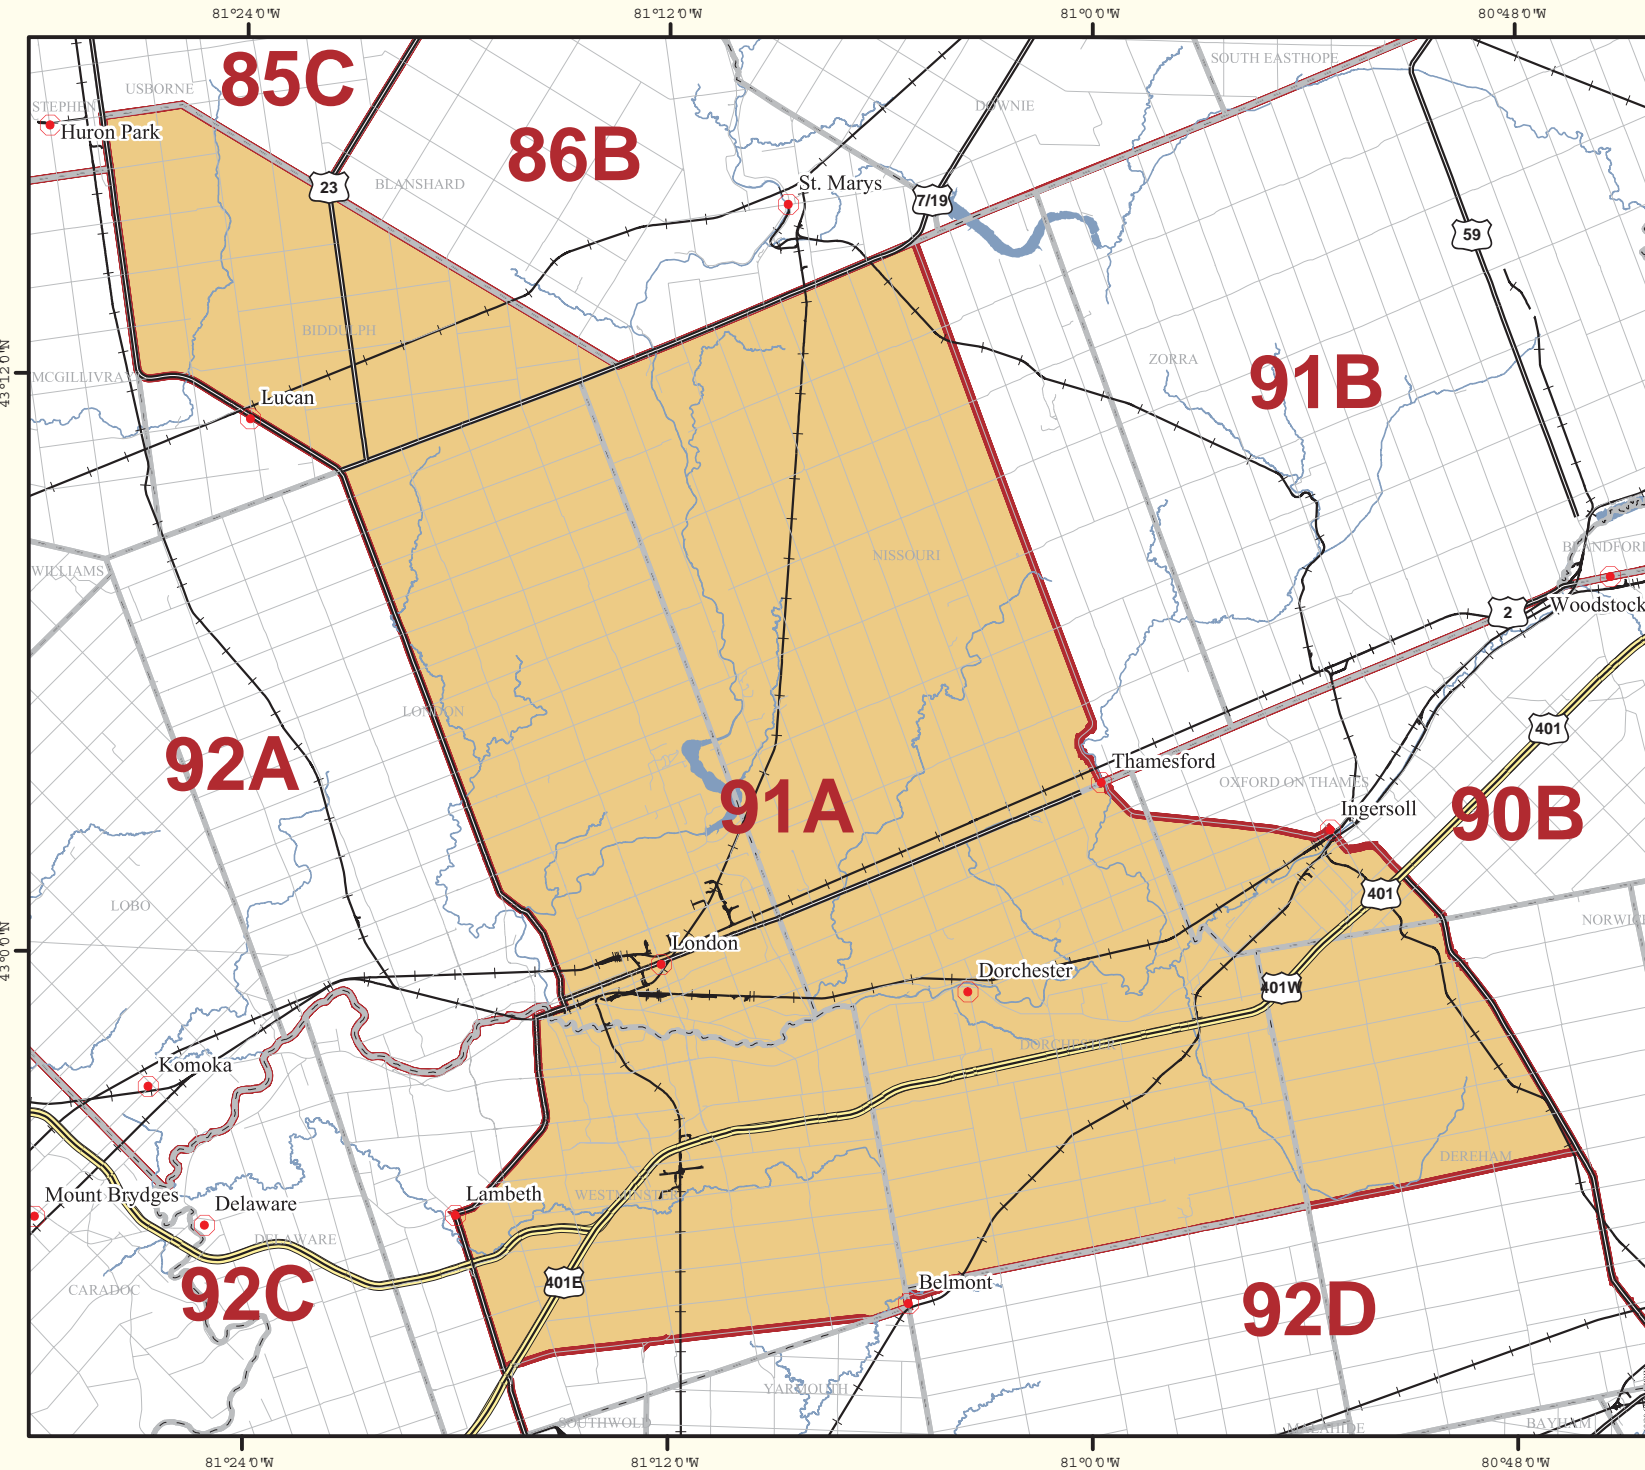 81°24'0"W 81°12'0"W 81°0'0"W 80°48'0"W
85C
USBORNE
SOUTH EASTHOPE
STEPHEN
DOWNIE
Huron Park
86B
BLANSHARD
St. Marys
23
7/19
59
BIDDULPH
43°12'0"N
MCGILLIVRAY
ZORRA
91B
Lucan
NISSOURI
WILLIAMS
2
Woodstock
LONDON
401
92A
Thamesford
OXFORD ON THAMES
91A
Ingersoll
90B
401
LOBO
43°0'0"N
London
Dorchester
401W
DORCHESTER
Komoka
DEREHAM
Mount Brydges
Delaware
Lambeth
WESTMINSTER
DELAWARE
CARADOC
92C
401E
Belmont
92D
YARMOUTH
SOUTHWOLD
MALAHIDE
BAYHAM
81°24'0"W 81°12'0"W 81°0'0"W 80°48'0"W